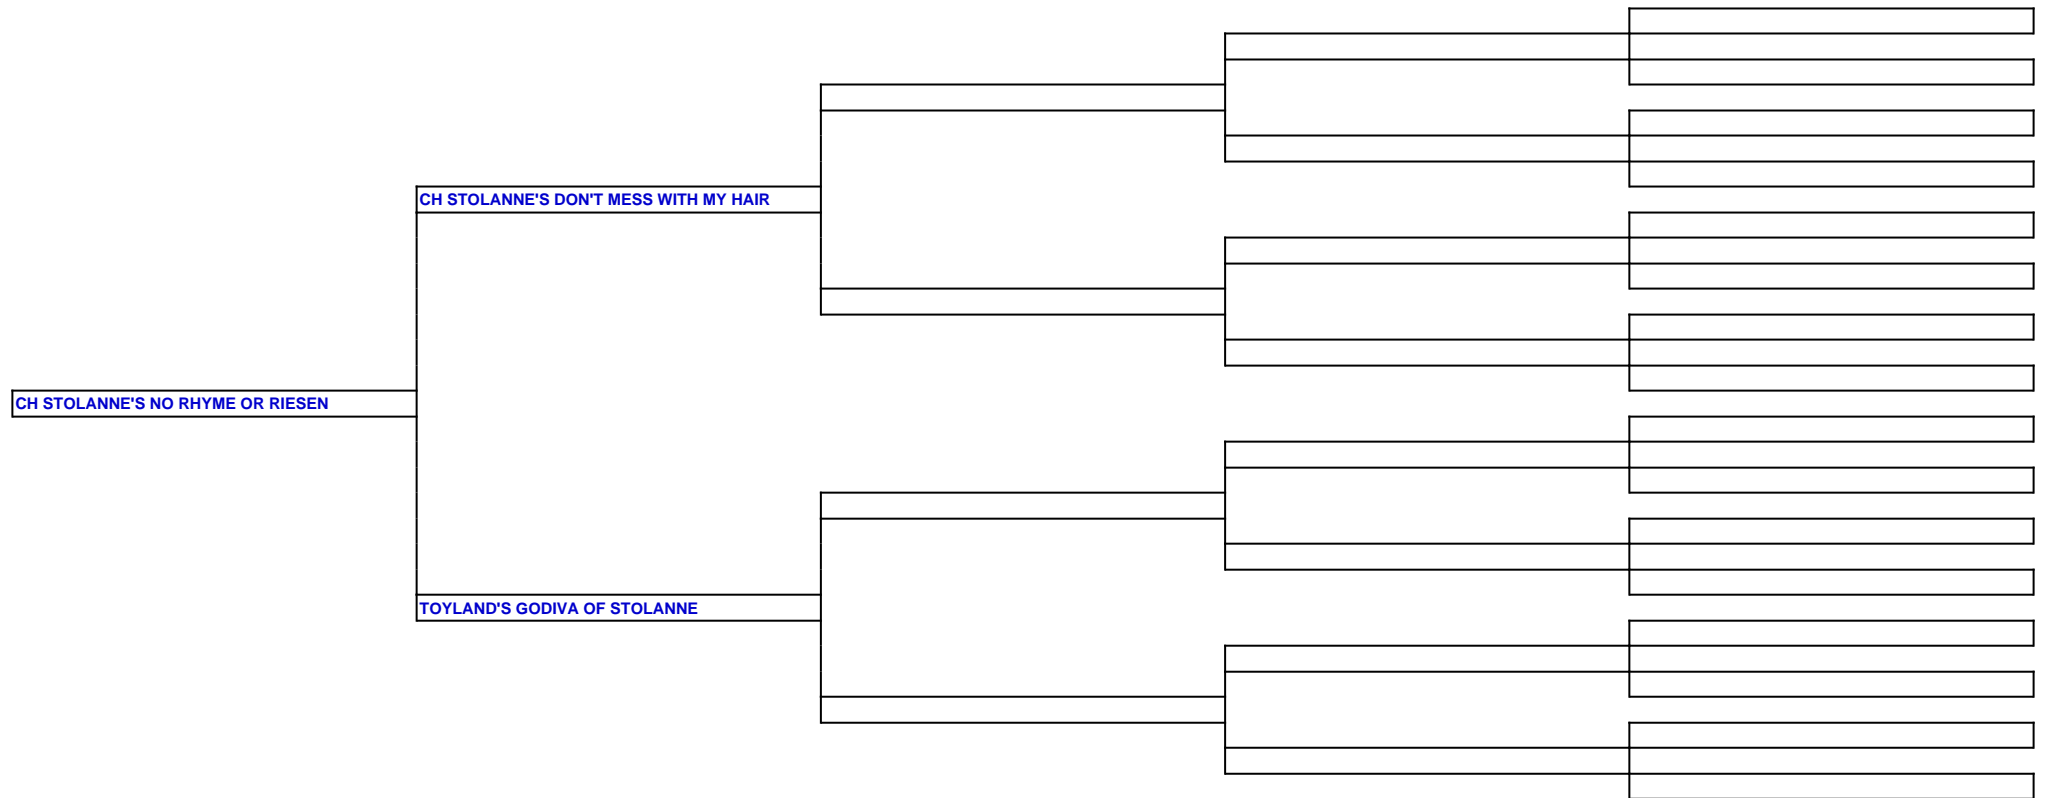 CH STOLANNE'S DON'T MESS WITH MY HAIR
CH STOLANNE'S NO RHYME OR RIESEN
TOYLAND'S GODIVA OF STOLANNE